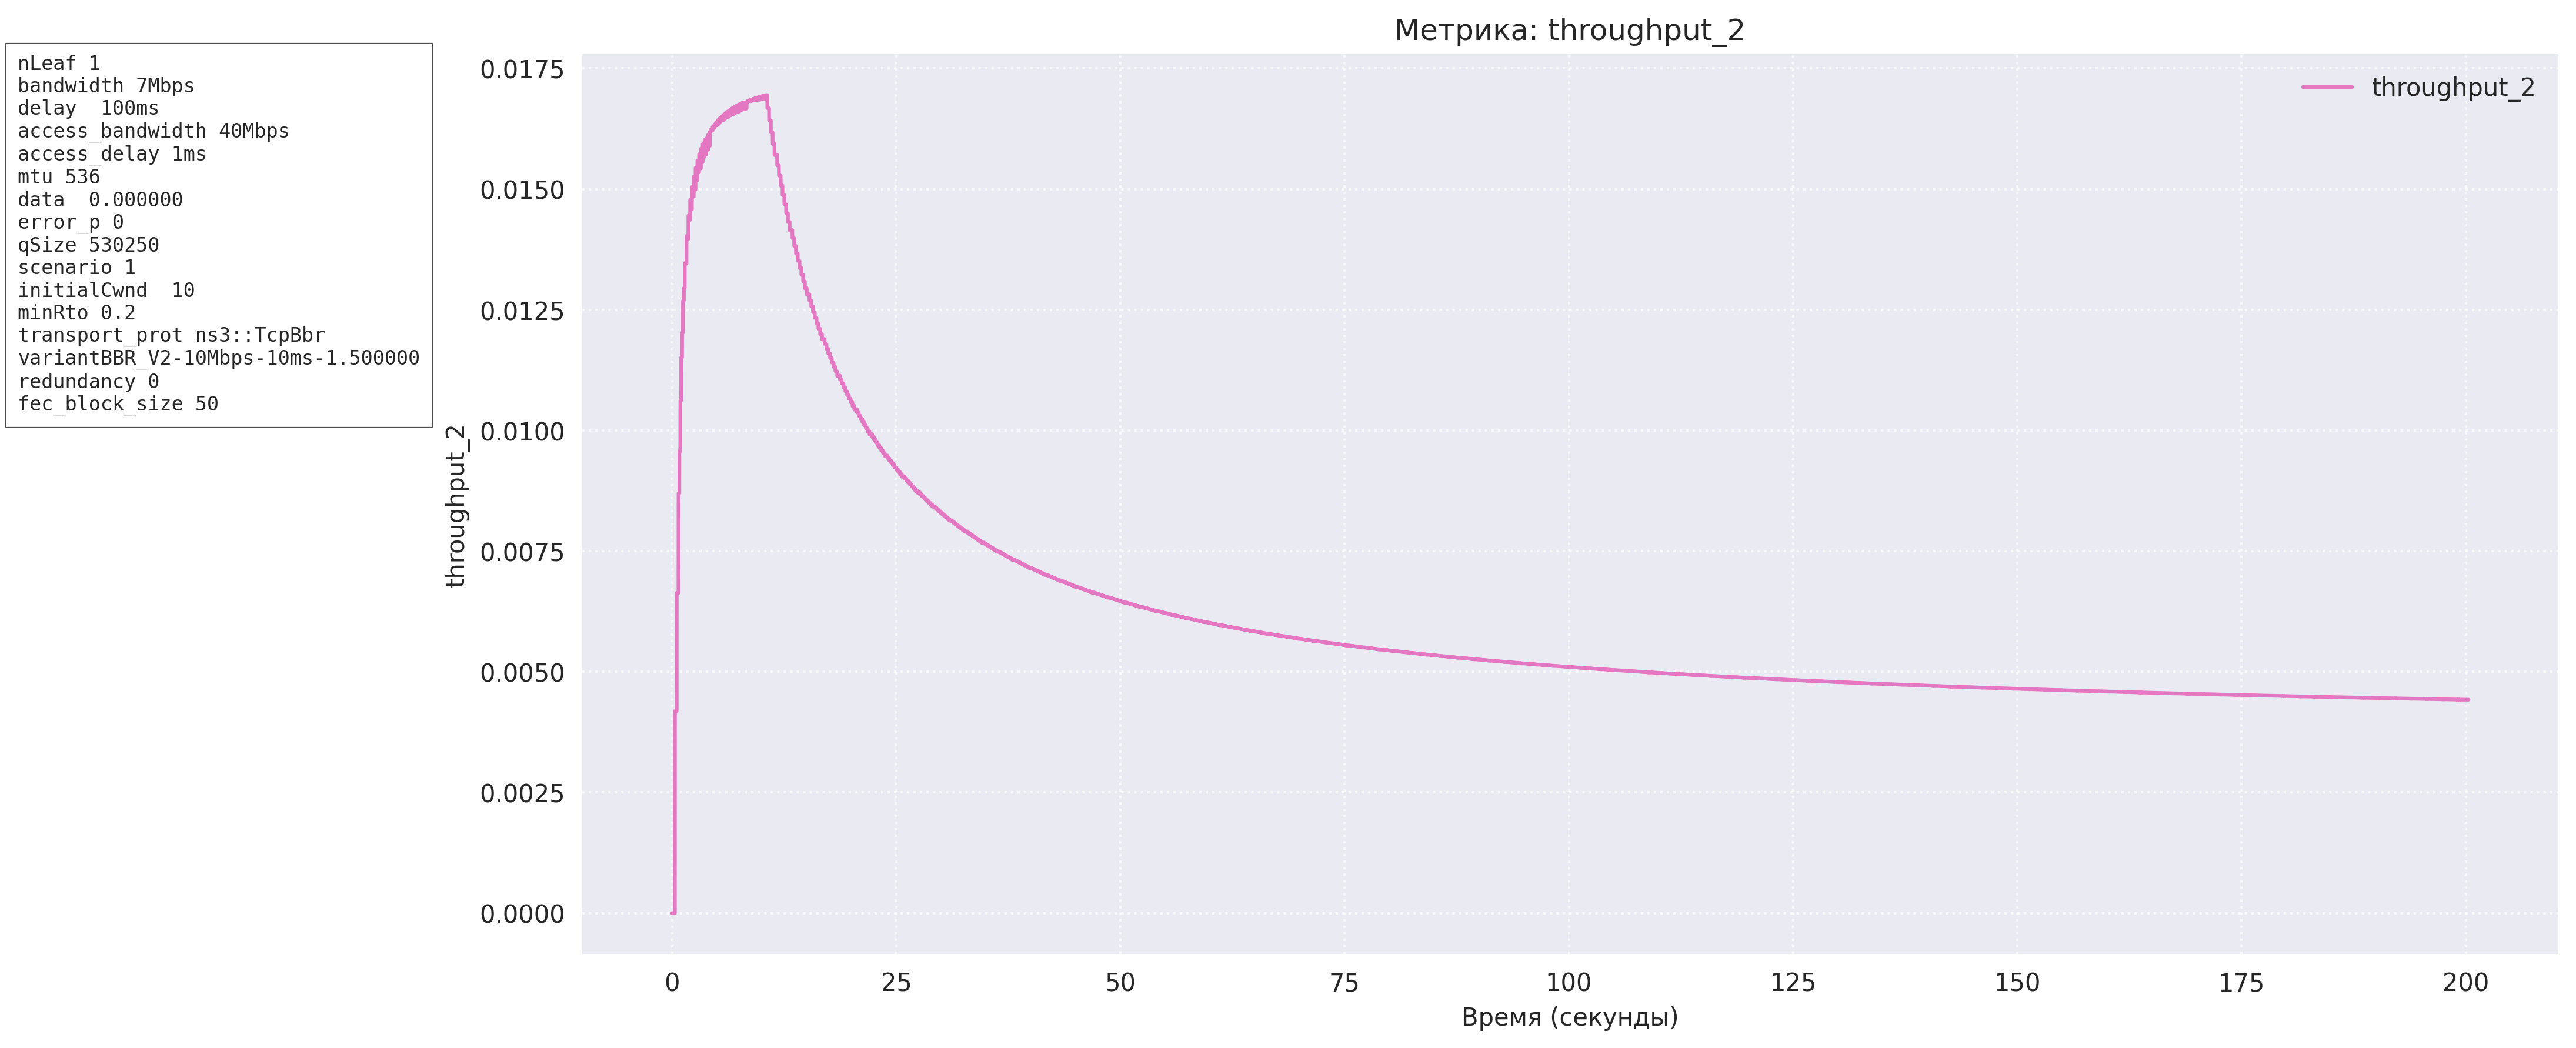 Метрика: throughput_2
nLeaf 1
bandwidth 7Mbps
delay  100ms
access_bandwidth 40Mbps
access_delay 1ms
mtu 536
data  0.000000
error_p 0
qSize 530250
scenario 1
initialCwnd  10
minRto 0.2
transport_prot ns3::TcpBbr
variantBBR_V2-10Mbps-10ms-1.500000
redundancy 0
fec_block_size 50
throughput_2
0.0175
0.0150
0.0125
0.0100
0.0075
0.0050
0.0025
0.0000
throughput_2
0 25 50 75 100 125 150 175 200
Время (секунды)